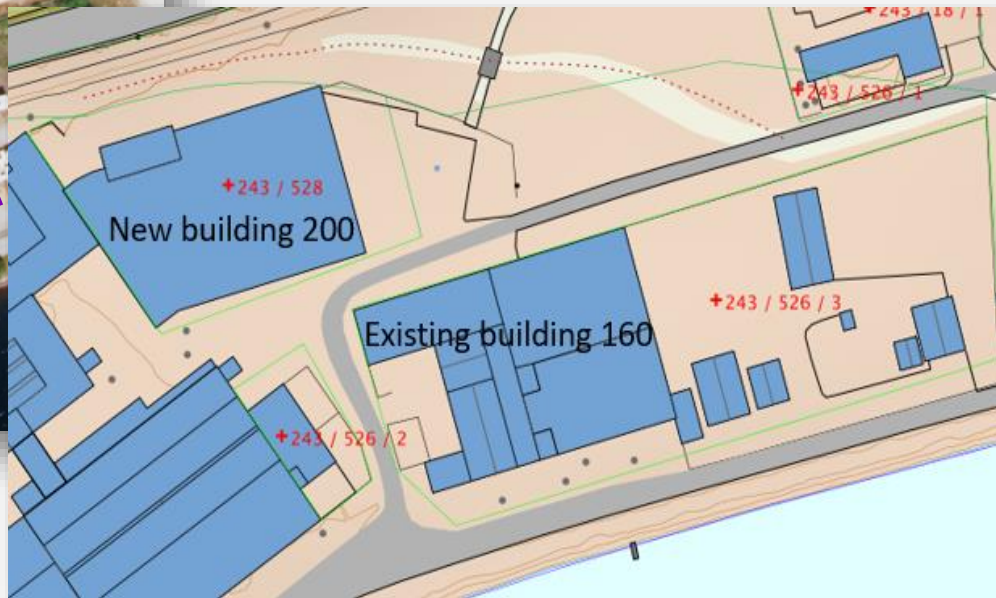 +243 / 18 / 1
+243 / 526 / 1
+243 / 528
New building 200
+243 / 526 / 3
Existing building 160
+243 / 526 / 2